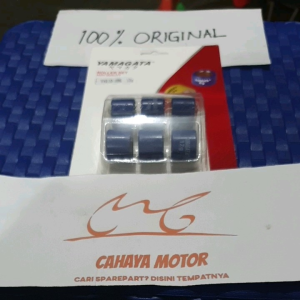 100% ORIGINAL
YAMAGATA
CAHAYA MOTOR
CARI SPAREPART? DISINI TEMPATNYA